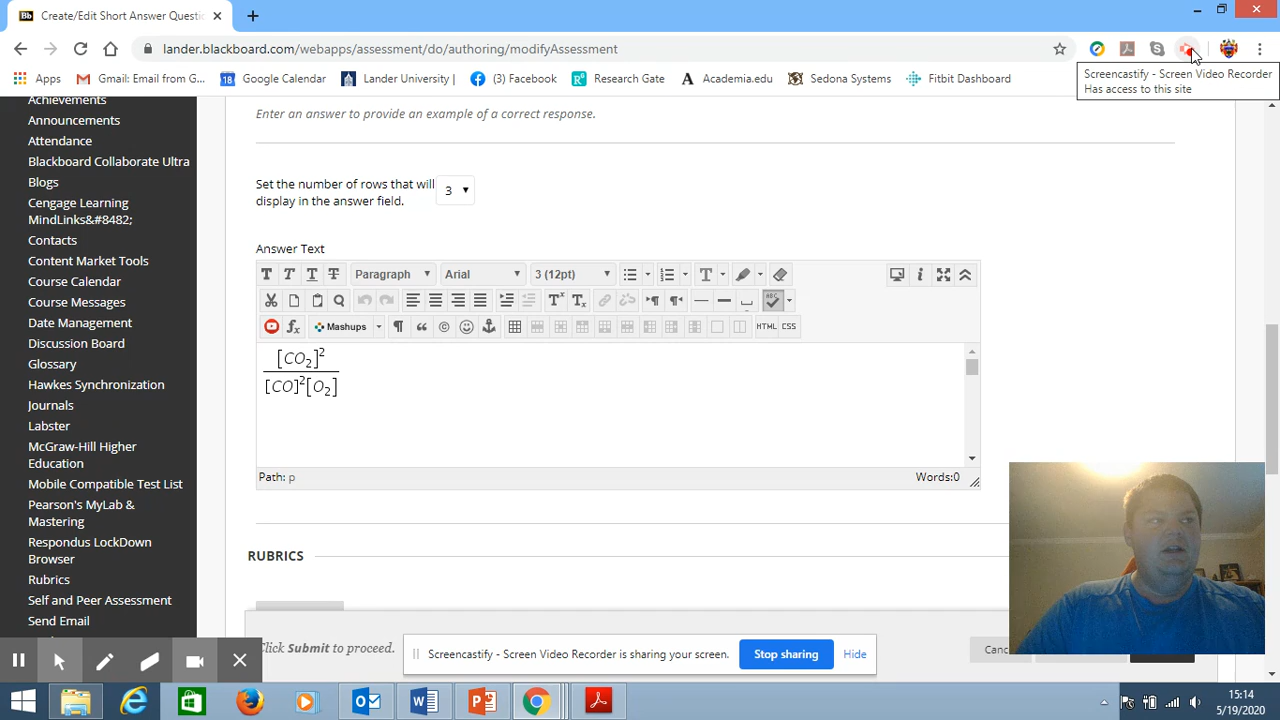 Create/Edit Short Answer Questi
lander.blackboard.com/webapps/assessment/do/authoring/modifyAssessment
Apps
Gmail: Email from G...
18
Google Calendar
Lander University |
(3) Facebook
RG
Research Gate
A
Academia.edu
Sedona Systems
Fitbit Dashboard
Screencastify - Screen Video Recorder
Has access to this site
Achievements
Announcements
Attendance
Blackboard Collaborate Ultra
Blogs
Cengage Learning
MindLinks&#8482;
Contacts
Content Market Tools
Course Calendar
Course Messages
Date Management
Discussion Board
Glossary
Hawkes Synchronization
Journals
Labster
McGraw-Hill Higher
Education
Mobile Compatible Test List
Pearson's MyLab &
Mastering
Respondus LockDown
Browser
Rubrics
Self and Peer Assessment
Send Email
Enter an answer to provide an example of a correct response.
Set the number of rows that will
display in the answer field.
3
Answer Text
T T T T Paragraph Arial 3 (12pt)
Mashups
HTML CSS
[CO₂]²
[CO]²[O₂]
Path: p
Words:0
RUBRICS
Click Submit to proceed.
Screencastify - Screen Video Recorder is sharing your screen.
Stop sharing
Hide
15:14
5/19/2020